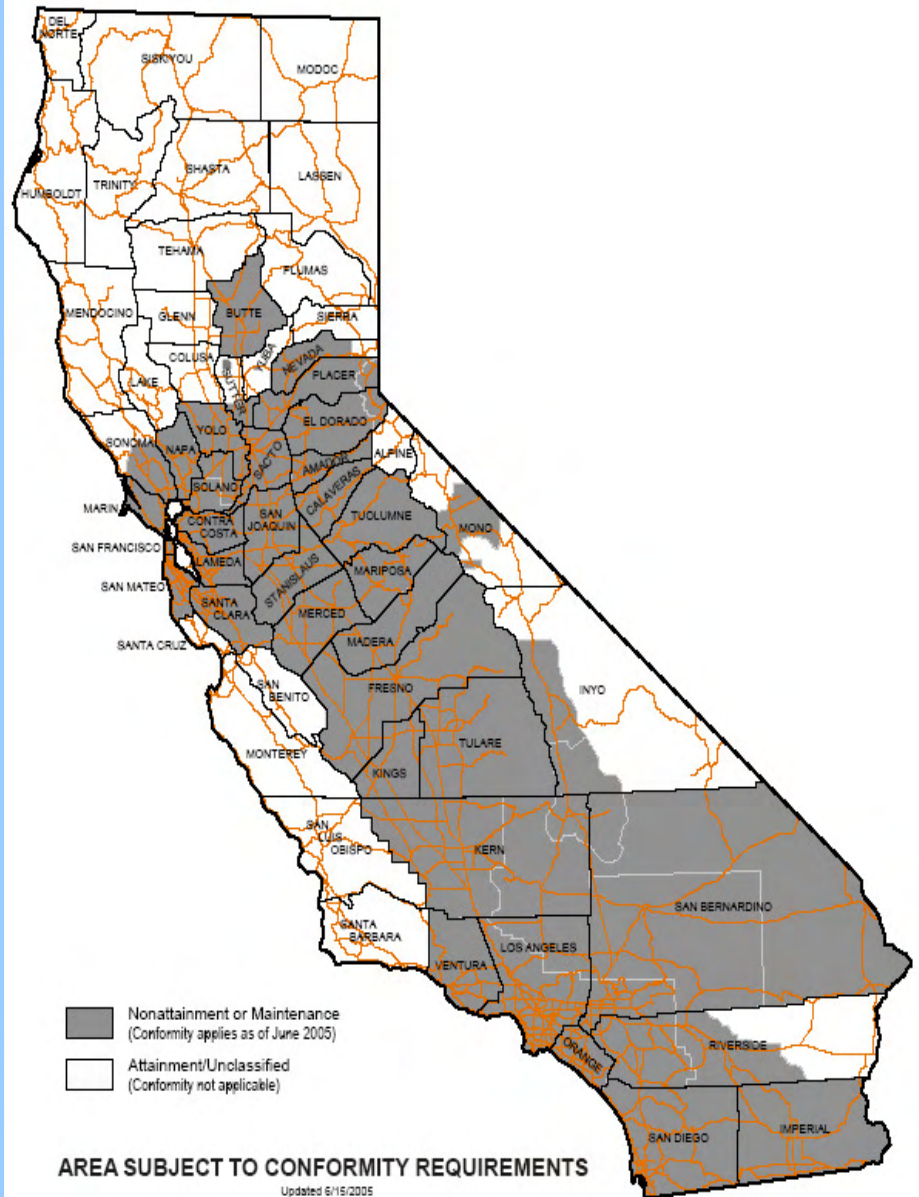 DEL
NORTE
SISKIYOU
MODOC
HUMBOLDT
TRINITY
SHASTA
LASSEN
TEHAMA
PLUMAS
MENDOCINO
GLENN
BUTTE
SIERRA
COLUSA
LAKE
SUTTER
YUBA
NEVADA
PLACER
SONOMA
NAPA
YOLO
SACTO
EL DORADO
ALPINE
AMADOR
SOLANO
CALAVERAS
MARIN
CONTRA
COSTA
SAN
JOAQUIN
TUOLUMNE
MONO
SAN FRANCISCO
ALAMEDA
STANISLAUS
MARIPOSA
SAN MATEO
SANTA
CLARA
MERCED
MADERA
SANTA CRUZ
SAN
BENITO
FRESNO
INYO
MONTEREY
KINGS
TULARE
SAN
LUIS
OBISPO
KERN
SAN BERNARDINO
SANTA
BARBARA
VENTURA
LOS ANGELES
ORANGE
RIVERSIDE
SAN DIEGO
IMPERIAL
Nonattainment or Maintenance
(Conformity applies as of June 2005)
Attainment/Unclassified
(Conformity not applicable)
AREA SUBJECT TO CONFORMITY REQUIREMENTS
Updated 6/15/2005